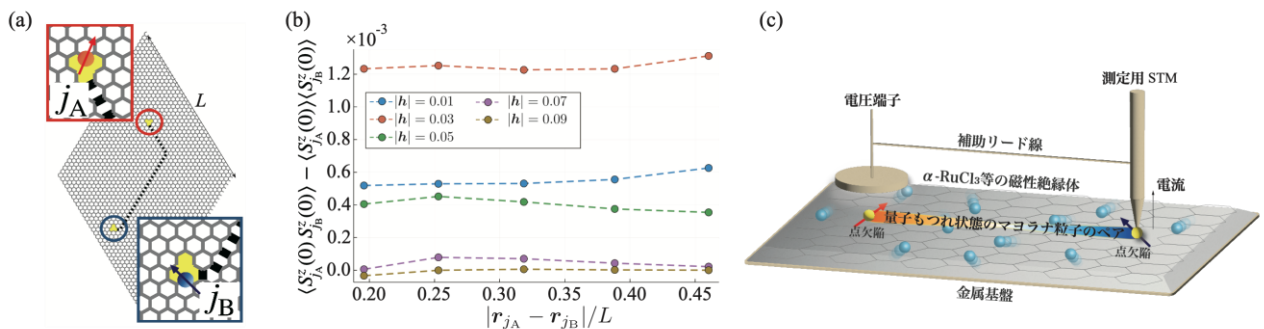 (a)
L
j_A
j_B
(b)
×10⁻³
⟨S^z_{j_A}(0) S^z_{j_B}(0)⟩ − ⟨S^z_{j_A}(0)⟩⟨S^z_{j_B}(0)⟩
1.2
1.0
0.8
0.6
0.4
0.2
0.0
|h| = 0.01
|h| = 0.03
|h| = 0.05
|h| = 0.07
|h| = 0.09
0.20
0.25
0.30
0.35
0.40
0.45
|r_{j_A} − r_{j_B}|/L
(c)
測定用 STM
電圧端子
補助リード線
α-RuCl₃等の磁性絶縁体
電流
量子もつれ状態のマヨラナ粒子のペア
点欠陥
点欠陥
金属基盤